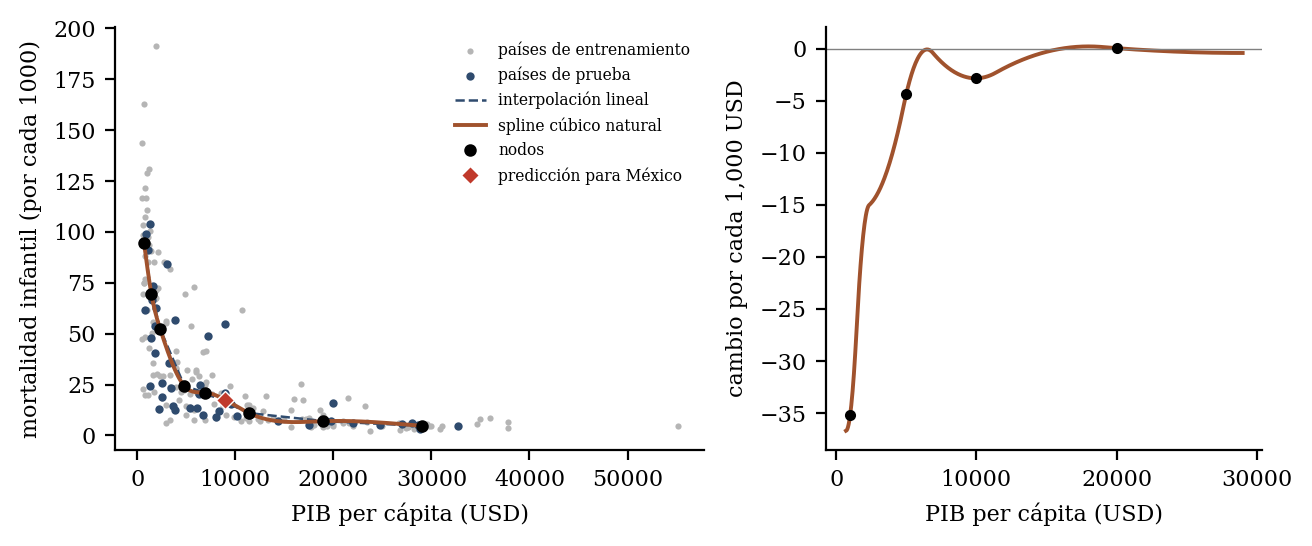 200
175
150
125
100
75
50
25
0
mortalidad infantil (por cada 1000)
0
10000
20000
30000
40000
50000
PIB per cápita (USD)
países de entrenamiento
países de prueba
interpolación lineal
spline cúbico natural
nodos
predicción para México
0
−5
−10
−15
−20
−25
−30
−35
cambio por cada 1,000 USD
0
10000
20000
30000
PIB per cápita (USD)